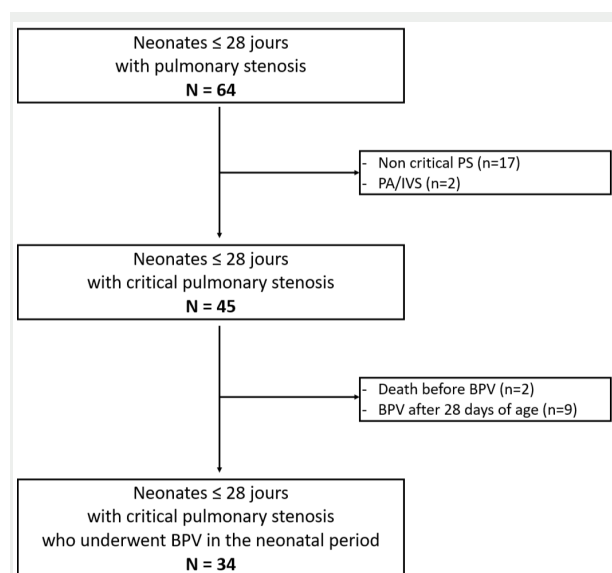 Neonates ≤ 28 jours
with pulmonary stenosis
N = 64
- Non critical PS (n=17)
- PA/IVS (n=2)
Neonates ≤ 28 jours
with critical pulmonary stenosis
N = 45
- Death before BPV (n=2)
- BPV after 28 days of age (n=9)
Neonates ≤ 28 jours
with critical pulmonary stenosis
who underwent BPV in the neonatal period
N = 34